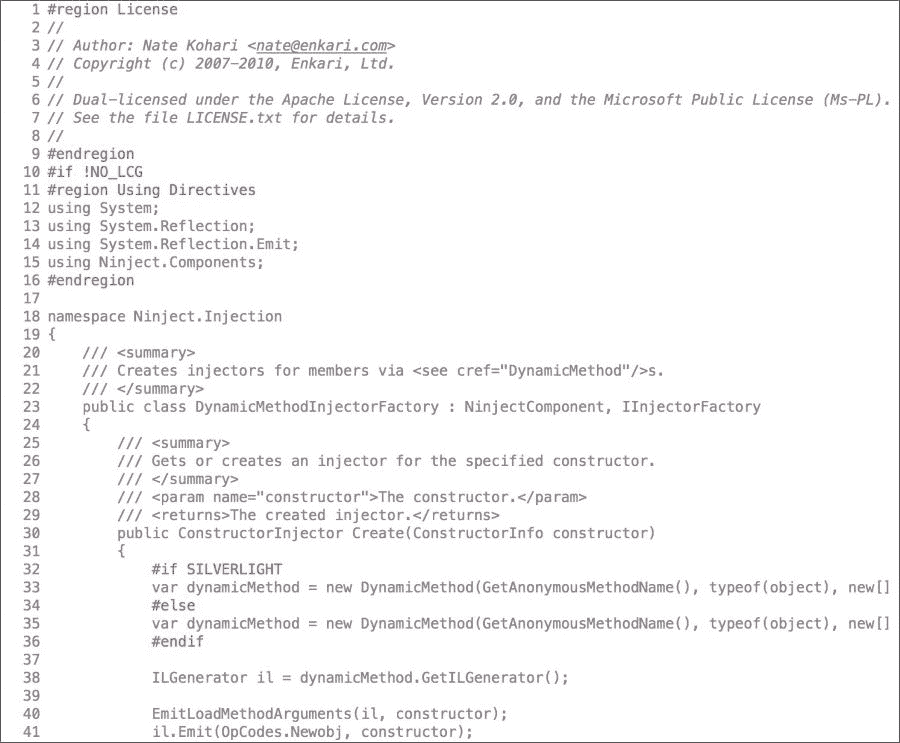 1 #region License
2 //
3 // Author: Nate Kohari <nate@enkari.com>
4 // Copyright (c) 2007-2010, Enkari, Ltd.
5 //
6 // Dual-licensed under the Apache License, Version 2.0, and the Microsoft Public License (Ms-PL).
7 // See the file LICENSE.txt for details.
8 //
9 #endregion
10 #if !NO_LCG
11 #region Using Directives
12 using System;
13 using System.Reflection;
14 using System.Reflection.Emit;
15 using Ninject.Components;
16 #endregion
17
18 namespace Ninject.Injection
19 {
20     /// <summary>
21     /// Creates injectors for members via <see cref="DynamicMethod"/>s.
22     /// </summary>
23     public class DynamicMethodInjectorFactory : NinjectComponent, IInjectorFactory
24     {
25         /// <summary>
26         /// Gets or creates an injector for the specified constructor.
27         /// </summary>
28         /// <param name="constructor">The constructor.</param>
29         /// <returns>The created injector.</returns>
30         public ConstructorInjector Create(ConstructorInfo constructor)
31         {
32             #if SILVERLIGHT
33             var dynamicMethod = new DynamicMethod(GetAnonymousMethodName(), typeof(object), new[]
34             #else
35             var dynamicMethod = new DynamicMethod(GetAnonymousMethodName(), typeof(object), new[]
36             #endif
37
38             ILGenerator il = dynamicMethod.GetILGenerator();
39
40             EmitLoadMethodArguments(il, constructor);
41             il.Emit(OpCodes.Newobj, constructor);